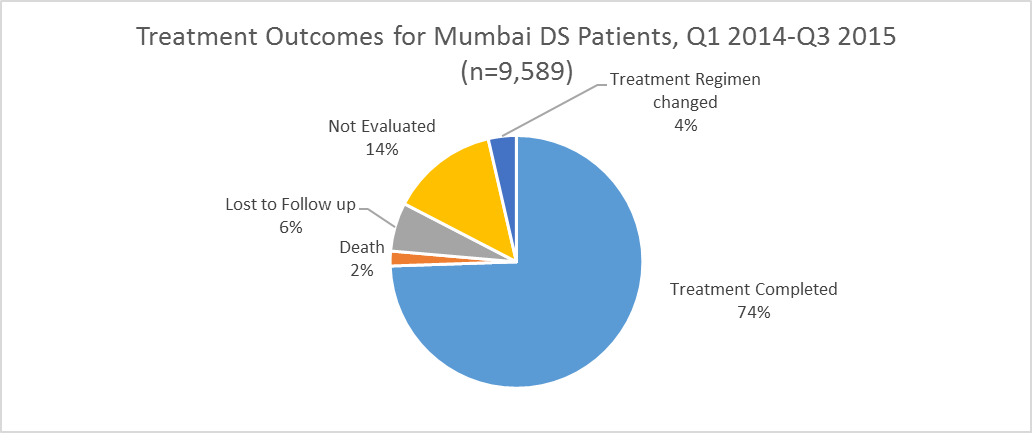 Treatment Outcomes for Mumbai DS Patients, Q1 2014-Q3 2015
(n=9,589)
Treatment Regimen
changed
4%
Not Evaluated
14%
Lost to Follow up
6%
Death
2%
Treatment Completed
74%